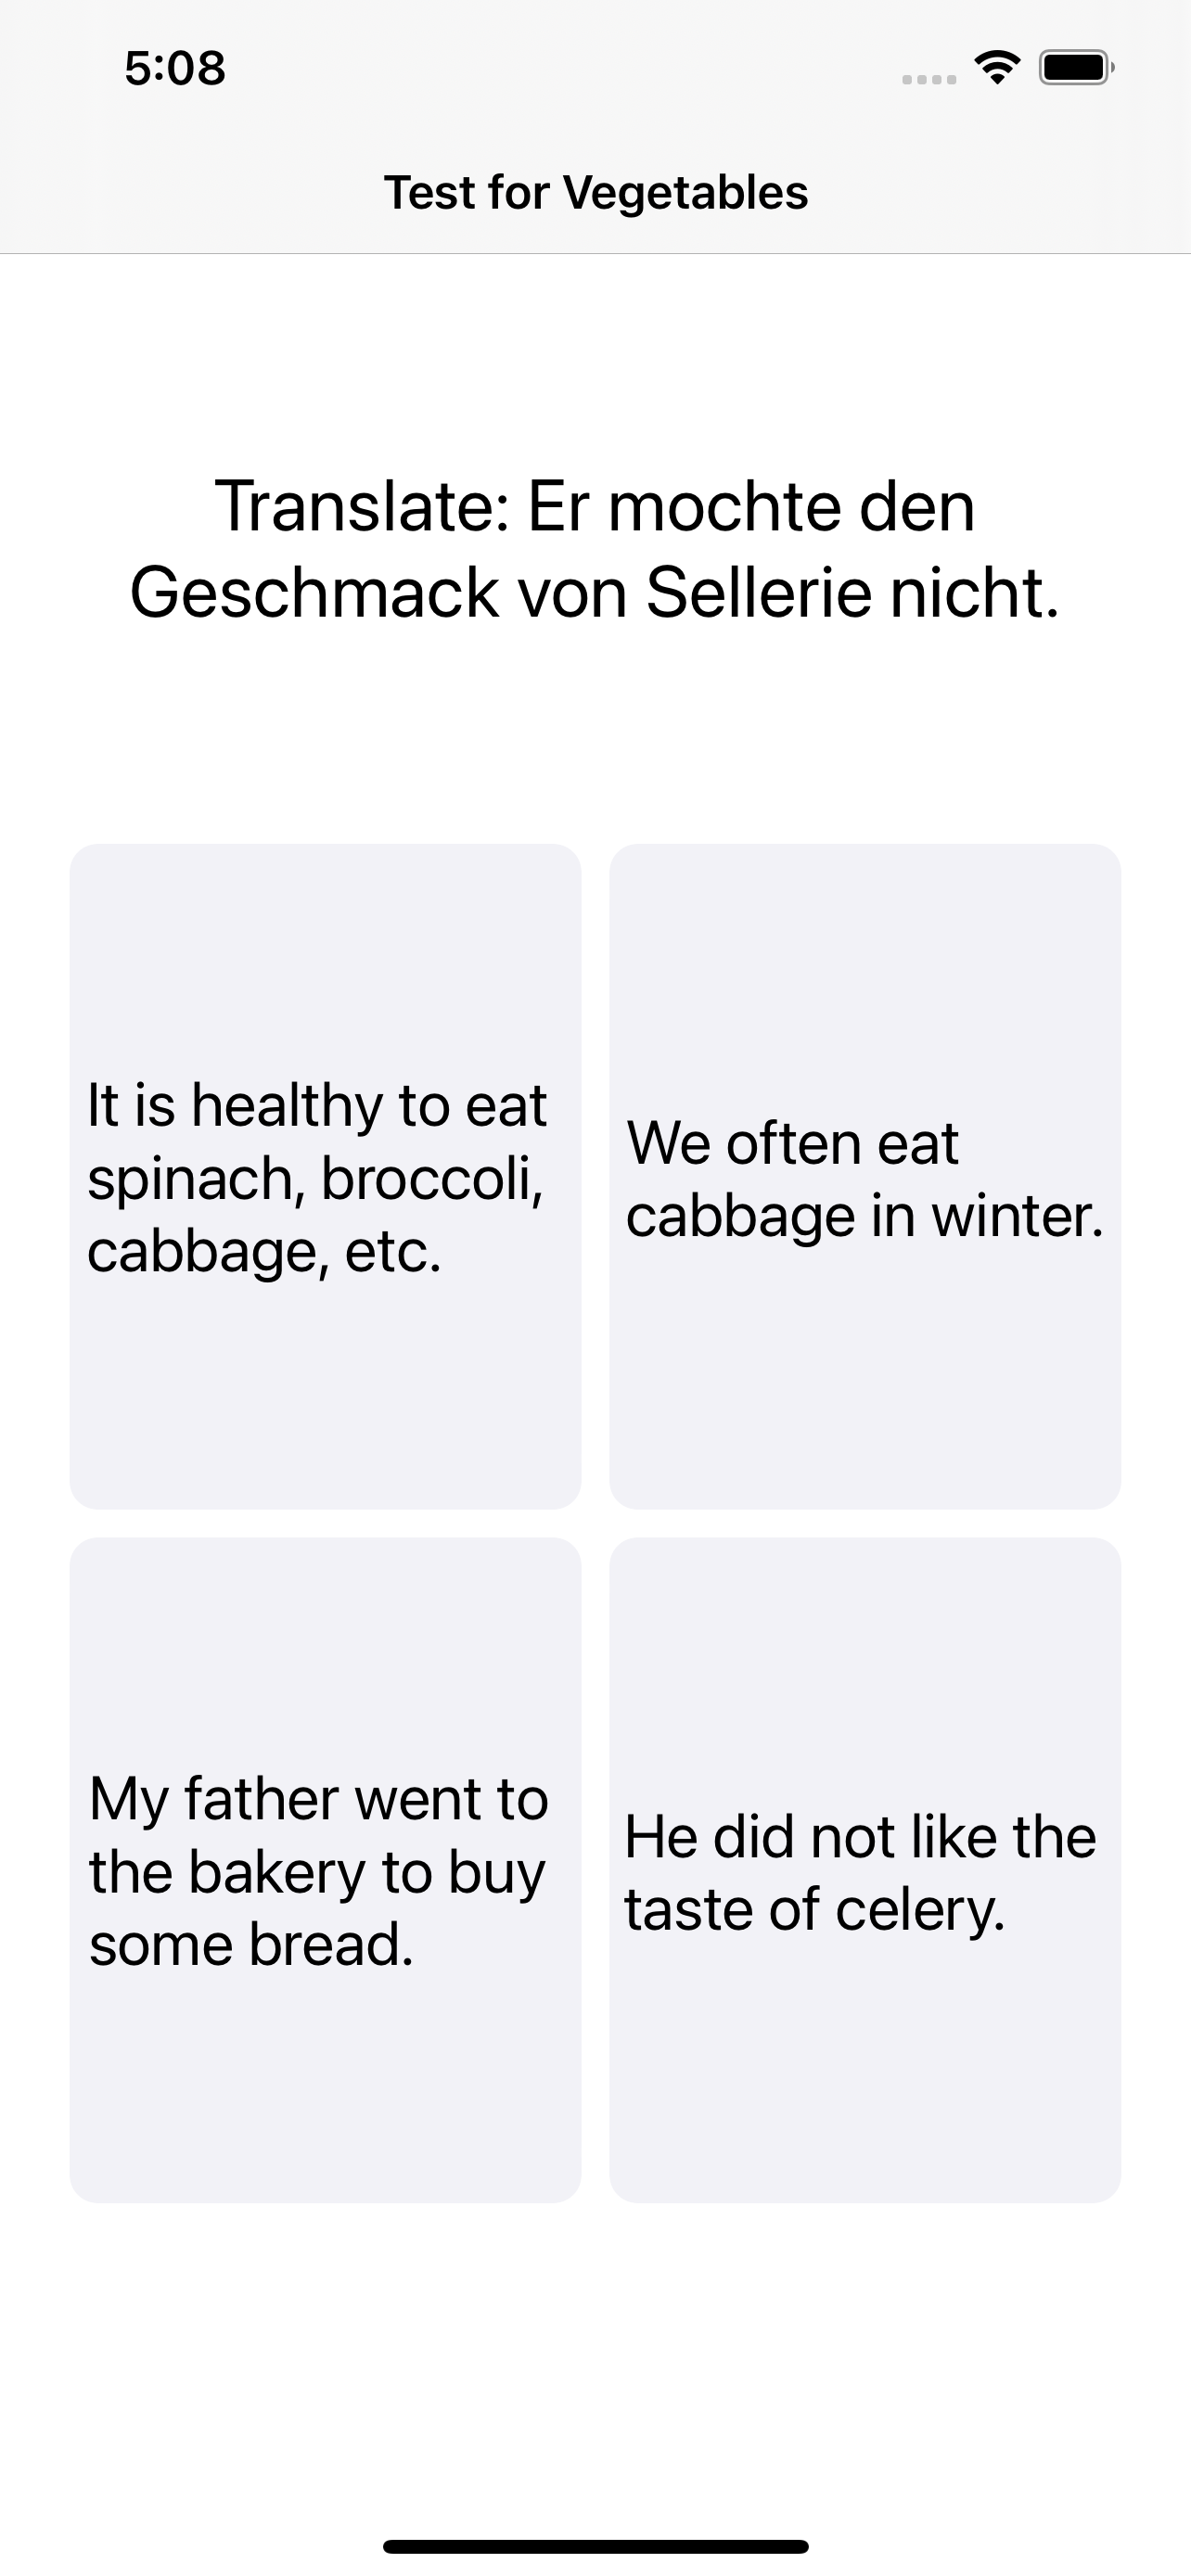 5:08
Test for Vegetables
Translate: Er mochte den
Geschmack von Sellerie nicht.
It is healthy to eat
spinach, broccoli,
cabbage, etc.
We often eat
cabbage in winter.
My father went to
the bakery to buy
some bread.
He did not like the
taste of celery.